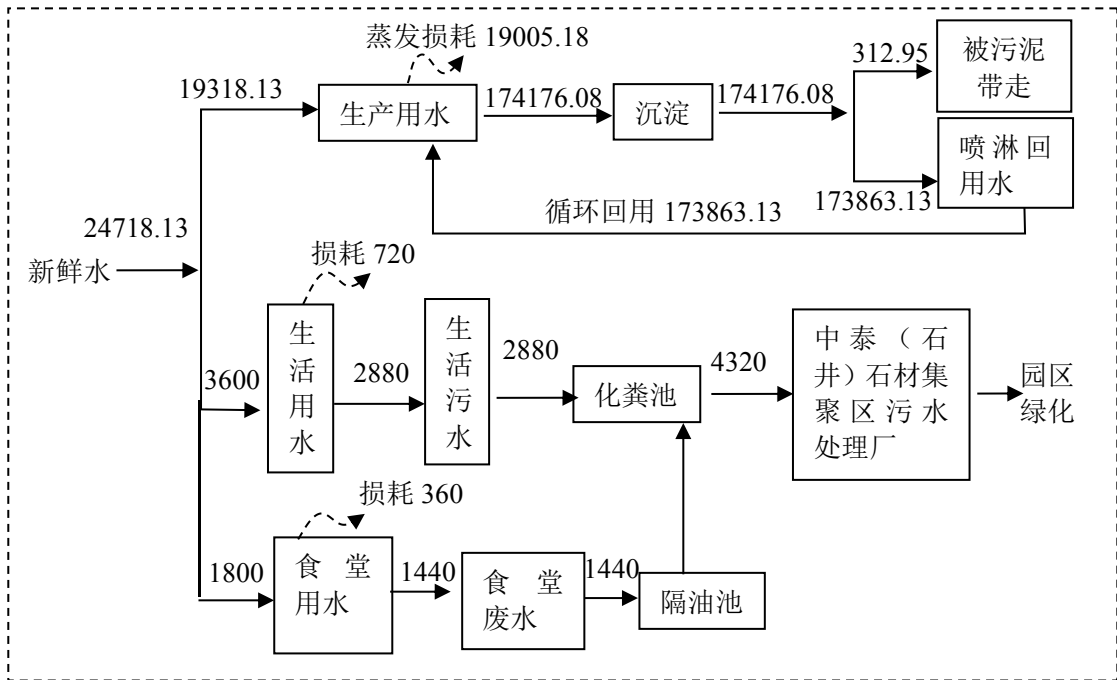 蒸发损耗 19005.18
19318.13
生产用水
174176.08
沉淀
174176.08
312.95
被污泥
带走
喷淋回
用水
173863.13
循环回用 173863.13
24718.13
新鲜水
损耗 720
3600
生
活
用
水
2880
生
活
污
水
2880
化粪池
4320
中泰（石
井）石材集
聚区污水
处理厂
园区
绿化
损耗 360
1800
食堂
用水
1440
食堂
废水
1440
隔油池